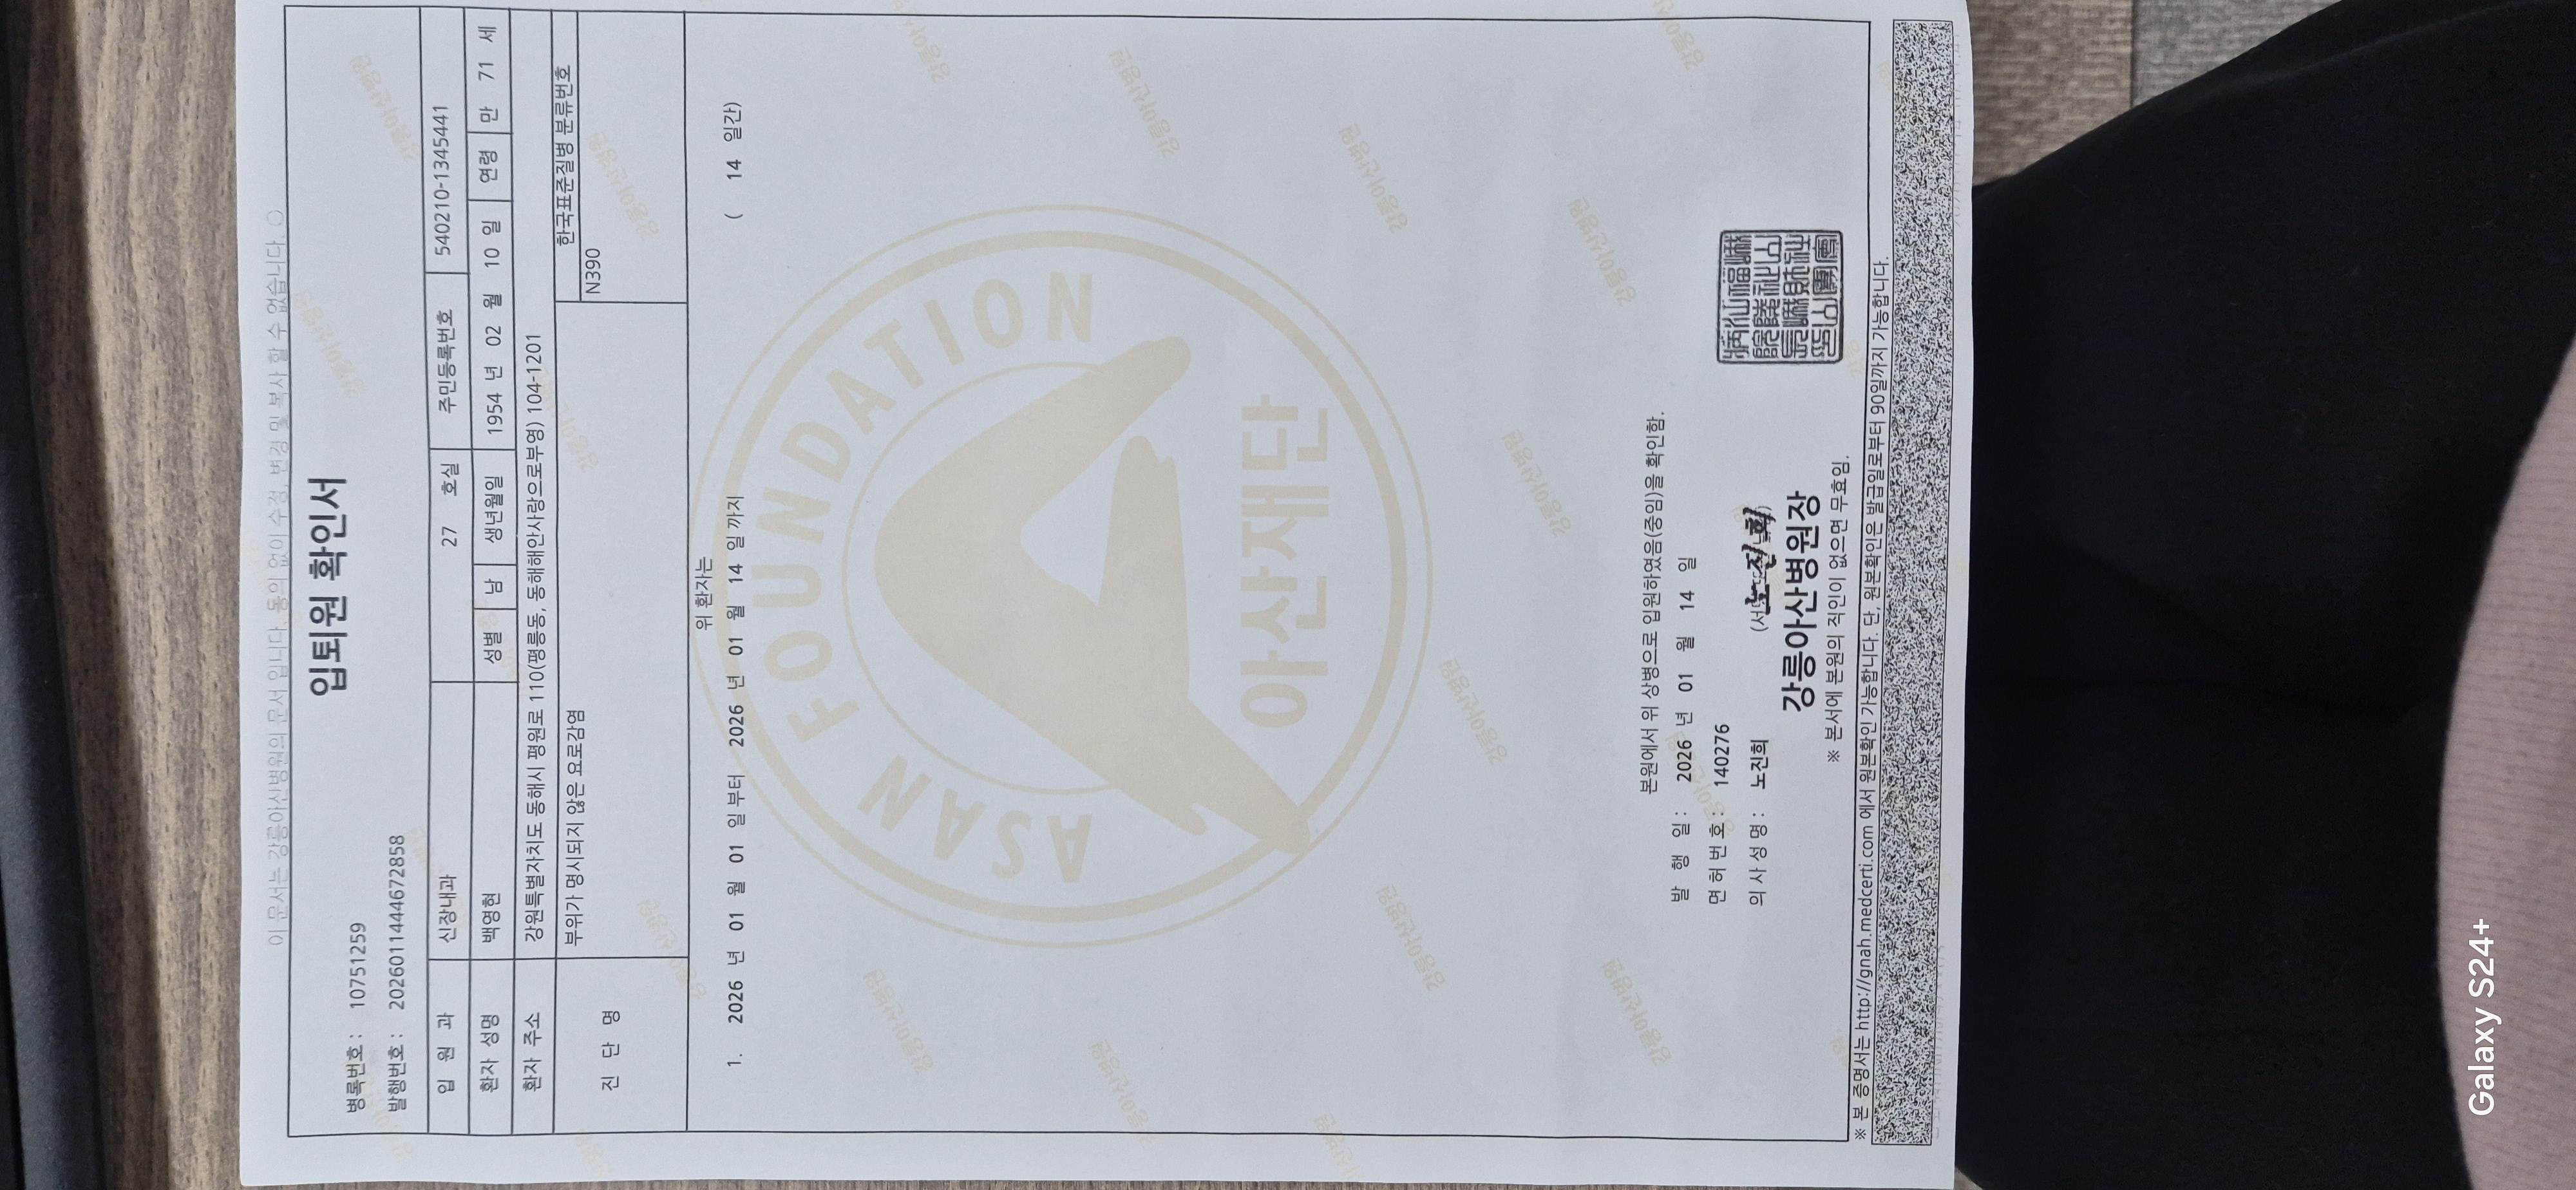 이 문서는 강릉아산병원의 문서 입니다. 동의 없이 수정, 변경 및 복사 할 수 없습니다.
입퇴원 확인서
병록번호 : 10751259
발행번호 : 20260114446728​58
입 원 과 신장내과 27 호실 주민등록번호 540210-1345441
환자 성명 백영현 성별 남 생년월일 1954 년 02 월 10 일 연령 만 71 세
환자 주소 강원특별자치도 동해시 평원로 110(평릉동, 동해해안사랑으로부영) 104-1201
진 단 명 부위가 명시되지 않은 요로감염 한국표준질병 분류번호
N390
위 환자는
1. 2026 년 01 월 01 일 부터 2026 년 01 월 14 일 까지 ( 14 일간)
ASAN FOUNDATION
아산재단
본원에서 위 상병으로 입원하였음(중임)을 확인함.
발 행 일 : 2026 년 01 월 14 일
면 허 번 호 : 140276
의 사 성 명 : 노진희 노진희
강릉아산병원장
※ 본서에 본원의 직인이 없으면 무효임.
※ 본 증명서는 http://gnah.medcerti.com 에서 원본확인 가능합니다. 단, 원본확인은 발급일로부터 90일까지 가능합니다.
Galaxy S24+